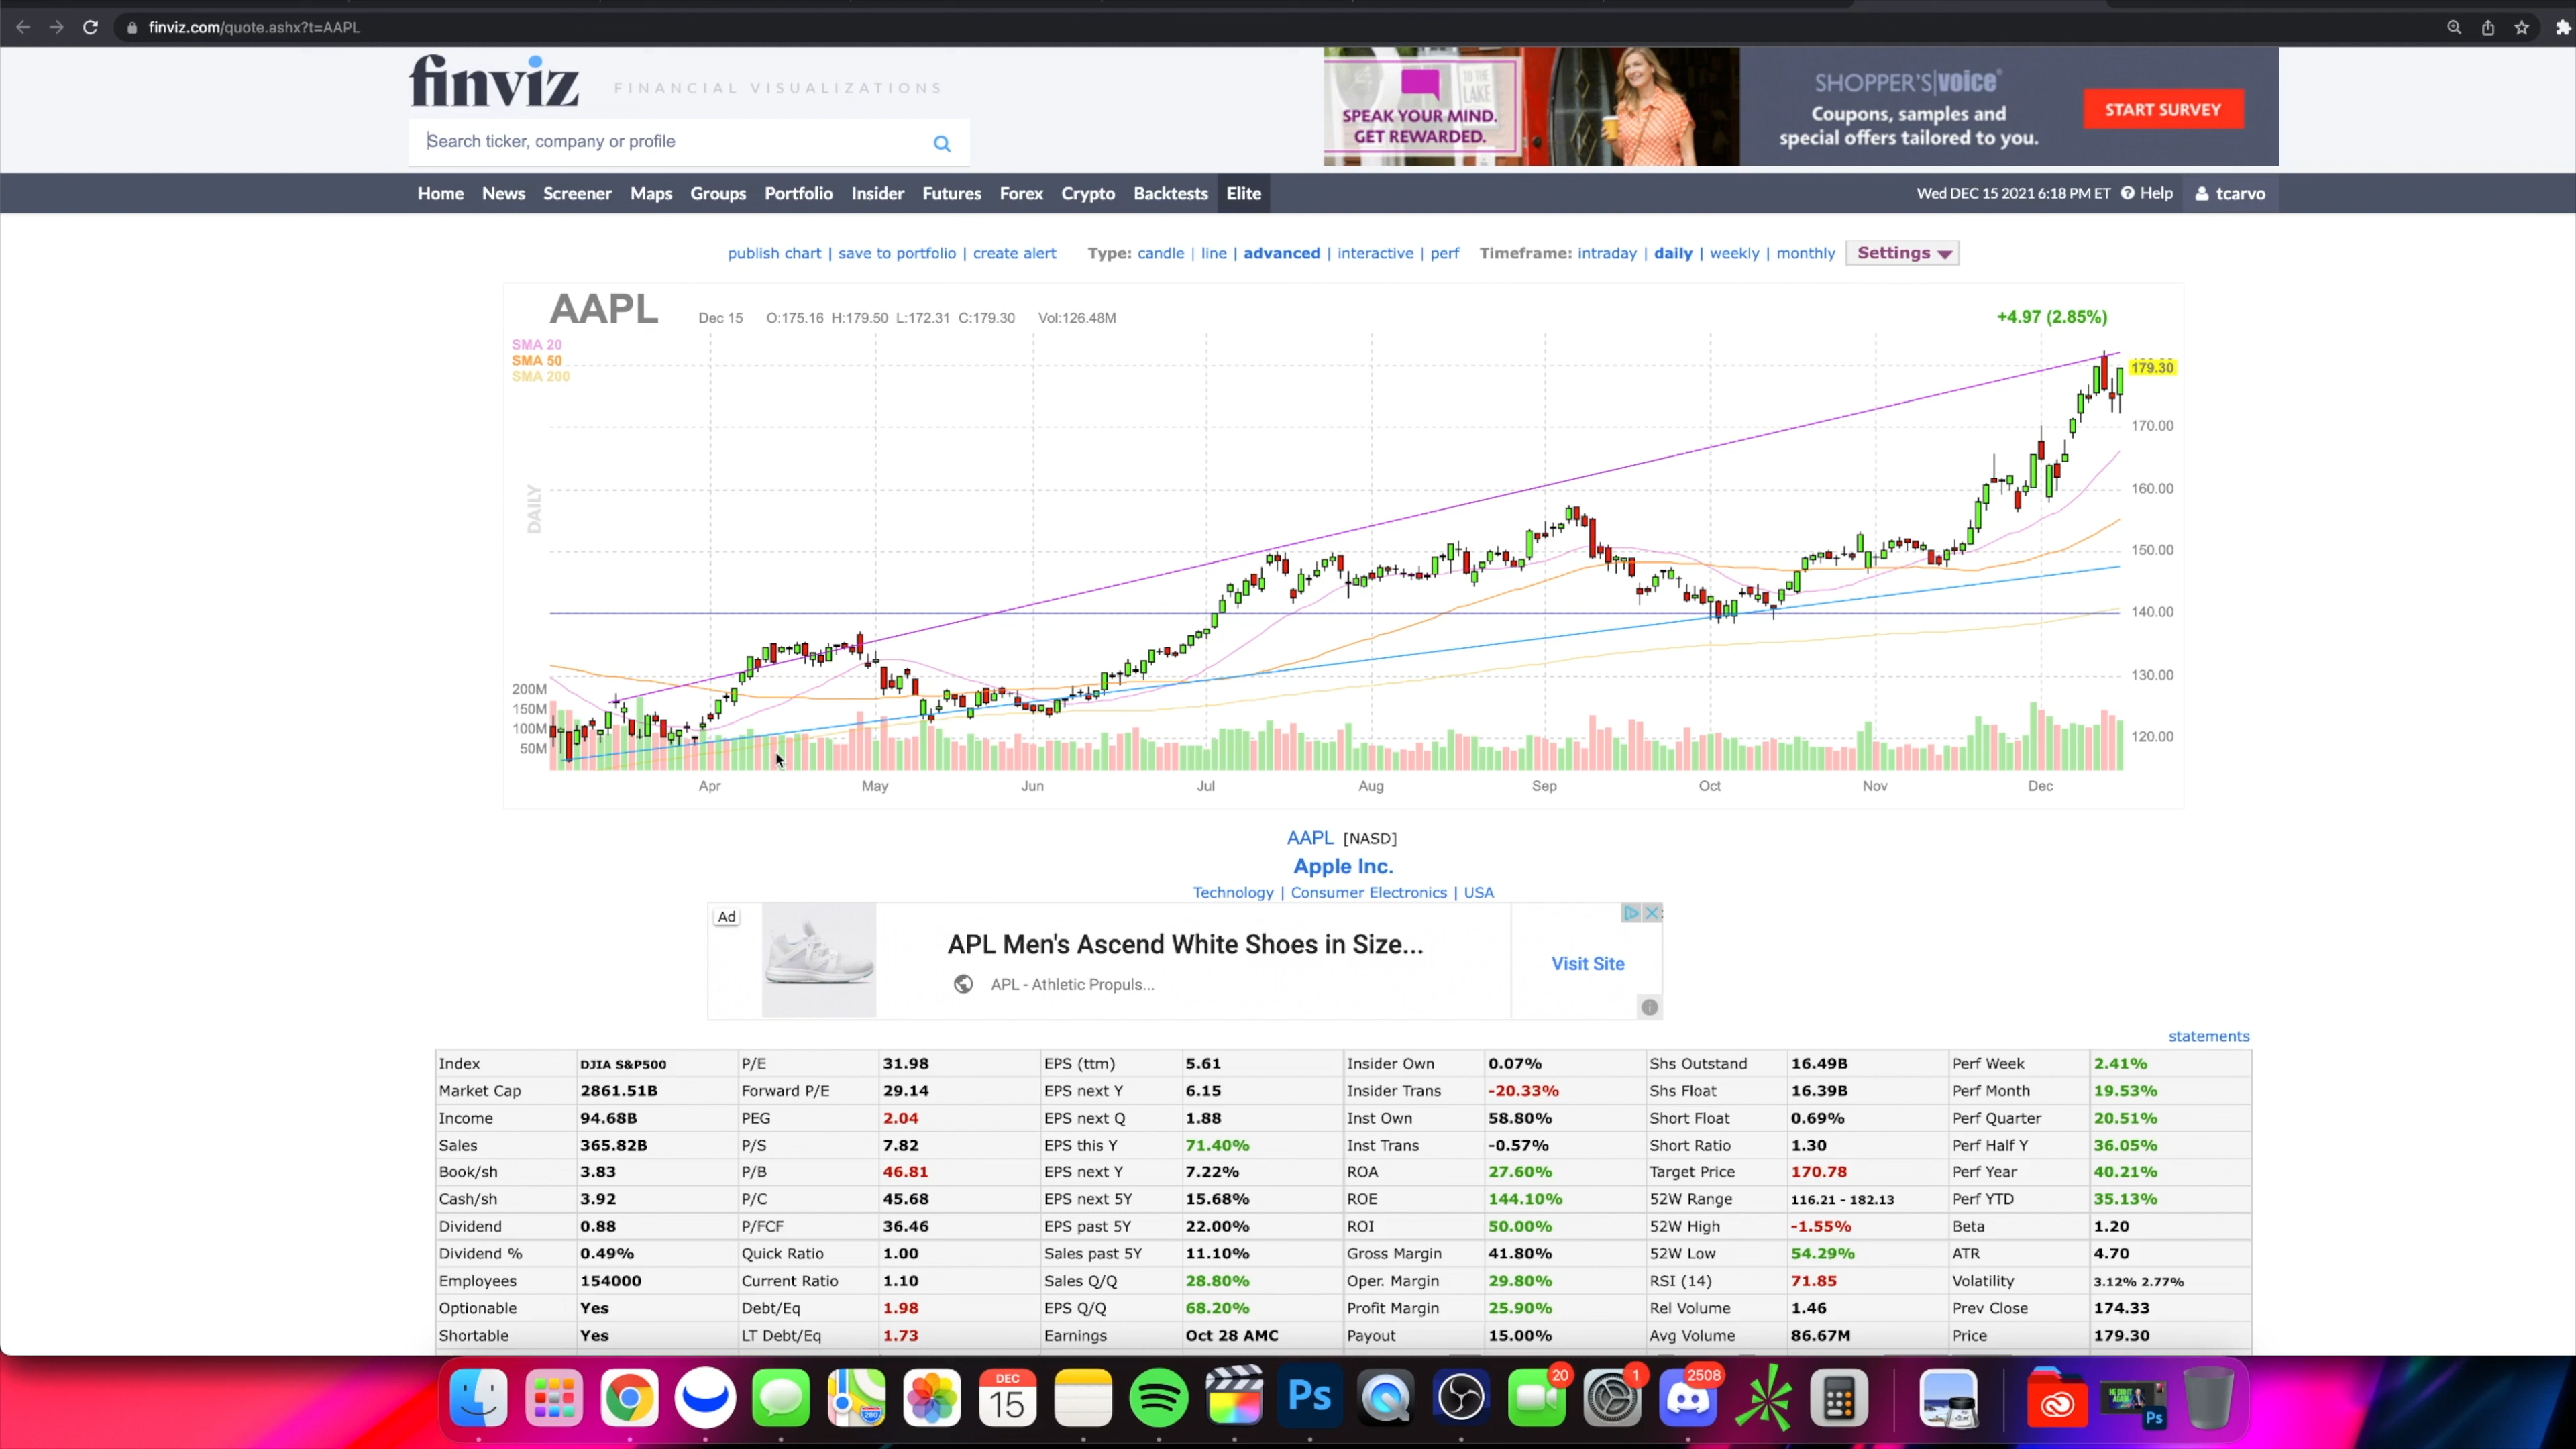 finviz.com/quote.ashx?t=AAPL
finviz FINANCIAL VISUALIZATIONS
Search ticker, company or profile
TO THE LAKE
SPEAK YOUR MIND.
GET REWARDED.
SHOPPER'S|VOICE®
Coupons, samples and
special offers tailored to you.
START SURVEY
Home News Screener Maps Groups Portfolio Insider Futures Forex Crypto Backtests Elite Wed DEC 15 2021 6:18 PM ET Help tcarvo
publish chart | save to portfolio | create alert Type: candle | line | advanced | interactive | perf Timeframe: intraday | daily | weekly | monthly Settings
AAPL Dec 15 O:175.16 H:179.50 L:172.31 C:179.30 Vol:126.48M +4.97 (2.85%)
SMA 20
SMA 50
SMA 200
DAILY
179.30
170.00
160.00
150.00
140.00
130.00
120.00
200M
150M
100M
50M
Apr May Jun Jul Aug Sep Oct Nov Dec
AAPL [NASD]
Apple Inc.
Technology | Consumer Electronics | USA
Ad
APL Men's Ascend White Shoes in Size...
APL - Athletic Propuls...
Visit Site
statements
Index DJIA S&P500 P/E 31.98 EPS (ttm) 5.61 Insider Own 0.07% Shs Outstand 16.49B Perf Week 2.41%
Market Cap 2861.51B Forward P/E 29.14 EPS next Y 6.15 Insider Trans -20.33% Shs Float 16.39B Perf Month 19.53%
Income 94.68B PEG 2.04 EPS next Q 1.88 Inst Own 58.80% Short Float 0.69% Perf Quarter 20.51%
Sales 365.82B P/S 7.82 EPS this Y 71.40% Inst Trans -0.57% Short Ratio 1.30 Perf Half Y 36.05%
Book/sh 3.83 P/B 46.81 EPS next Y 7.22% ROA 27.60% Target Price 170.78 Perf Year 40.21%
Cash/sh 3.92 P/C 45.68 EPS next 5Y 15.68% ROE 144.10% 52W Range 116.21 - 182.13 Perf YTD 35.13%
Dividend 0.88 P/FCF 36.46 EPS past 5Y 22.00% ROI 50.00% 52W High -1.55% Beta 1.20
Dividend % 0.49% Quick Ratio 1.00 Sales past 5Y 11.10% Gross Margin 41.80% 52W Low 54.29% ATR 4.70
Employees 154000 Current Ratio 1.10 Sales Q/Q 28.80% Oper. Margin 29.80% RSI (14) 71.85 Volatility 3.12% 2.77%
Optionable Yes Debt/Eq 1.98 EPS Q/Q 68.20% Profit Margin 25.90% Rel Volume 1.46 Prev Close 174.33
Shortable Yes LT Debt/Eq 1.73 Earnings Oct 28 AMC Payout 15.00% Avg Volume 86.67M Price 179.30
280
DEC
15
Ps
20
1
2508
HE DID IT
AGAIN
Ps